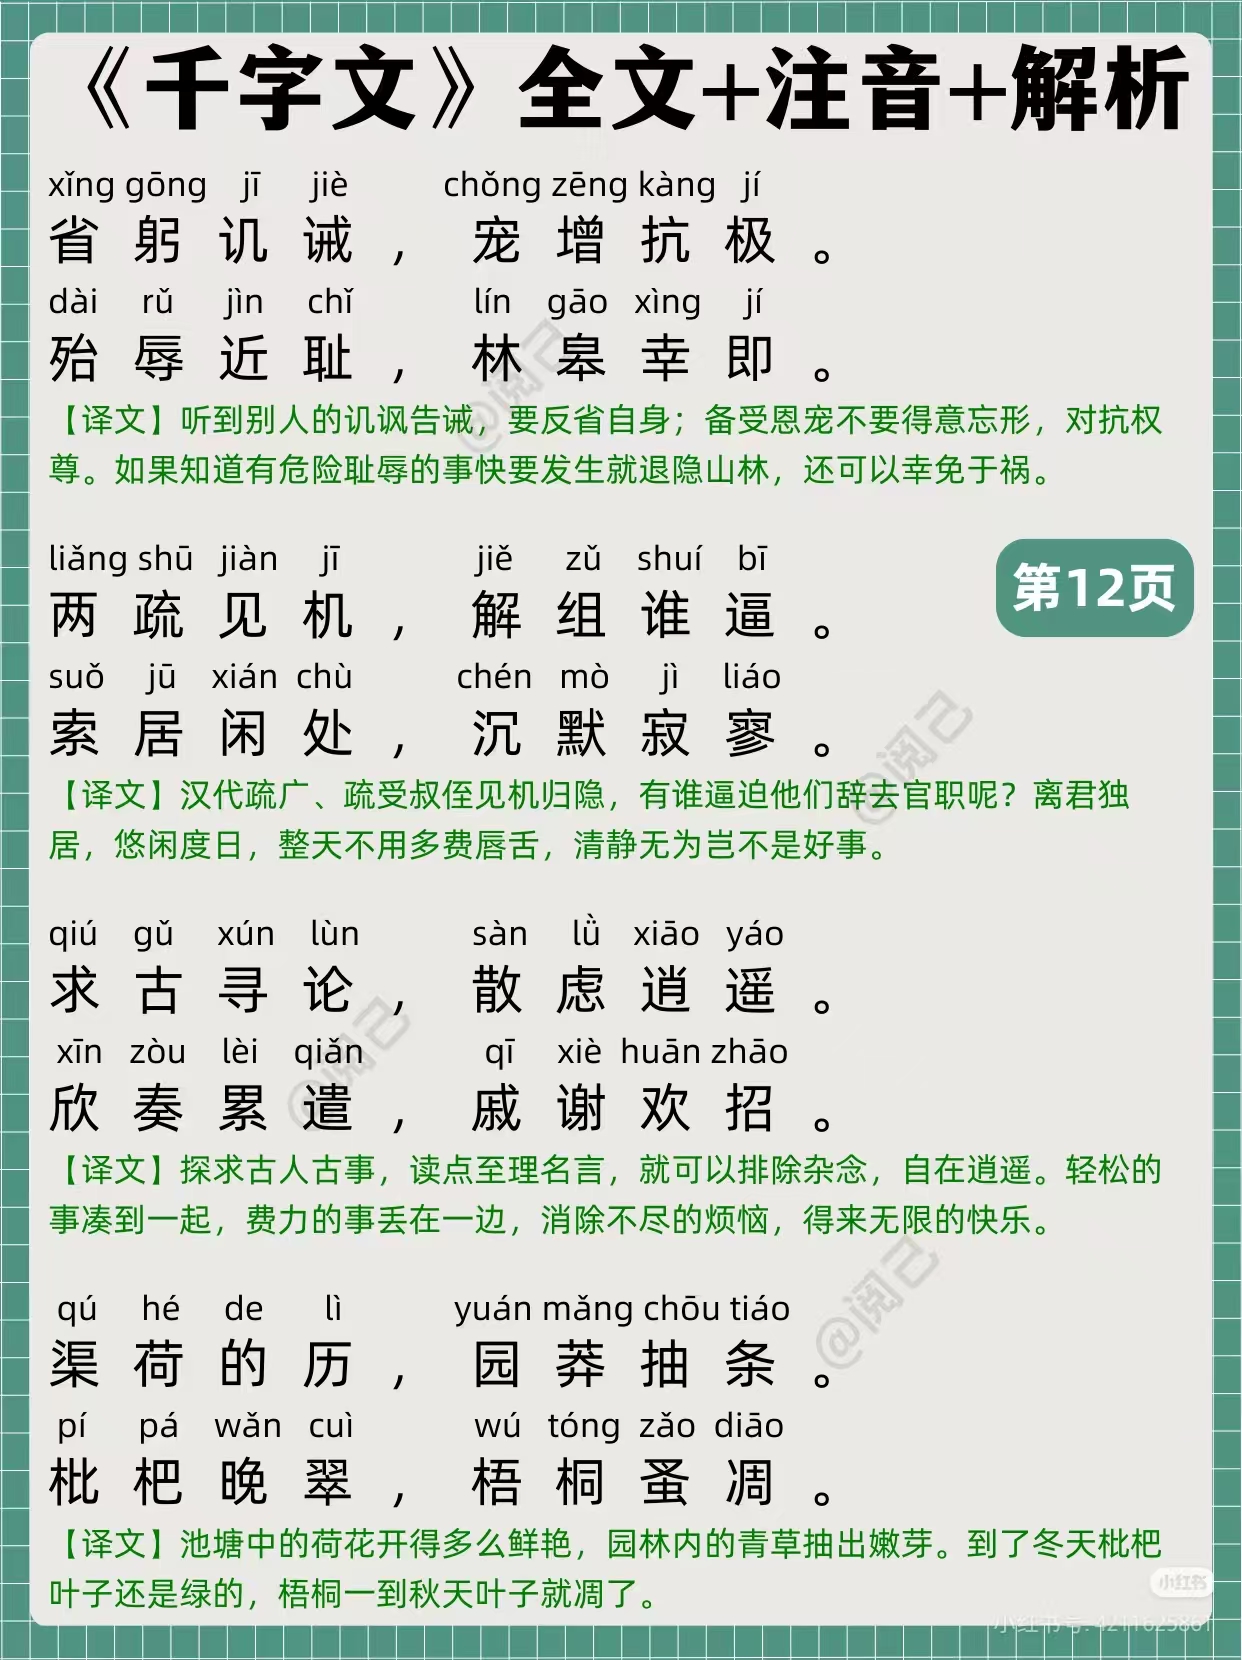 《千字文》全文+注音+解析
xǐng gōng jī jiè chǒng zēng kàng jí
省躬讥诫，宠增抗极。
dài rǔ jìn chǐ lín gāo xìng jí
殆辱近耻，林皋幸即。
【译文】听到别人的讥讽告诫，要反省自身；备受恩宠不要得意忘形，对抗权
尊。如果知道有危险耻辱的事快要发生就退隐山林，还可以幸免于祸。
liǎng shū jiàn jī jiě zǔ shuí bī
两疏见机，解组谁逼。
第12页
suǒ jū xián chù chén mò jì liáo
索居闲处，沉默寂寥。
【译文】汉代疏广、疏受叔侄见机归隐，有谁逼迫他们辞去官职呢？离君独
居，悠闲度日，整天不用多费唇舌，清静无为岂不是好事。
qiú gǔ xún lùn sàn lǜ xiāo yáo
求古寻论，散虑逍遥。
xīn zòu lèi qiǎn qī xiè huān zhāo
欣奏累遣，戚谢欢招。
【译文】探求古人古事，读点至理名言，就可以排除杂念，自在逍遥。轻松的
事凑到一起，费力的事丢在一边，消除不尽的烦恼，得来无限的快乐。
qú hé de lì yuán mǎng chōu tiáo
渠荷的历，园莽抽条。
pí pá wǎn cuì wú tóng zǎo diāo
枇杷晚翠，梧桐蚤凋。
【译文】池塘中的荷花开得多么鲜艳，园林内的青草抽出嫩芽。到了冬天枇杷
叶子还是绿的，梧桐一到秋天叶子就凋了。
@阅己
@阅己
@阅己
@阅己
小红书
小红书号: 4211625861